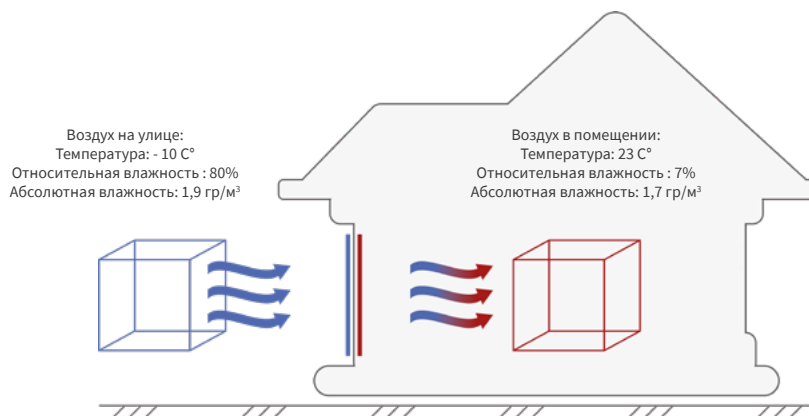 Воздух на улице:
Температура: - 10 С°
Относительная влажность : 80%
Абсолютная влажность: 1,9 гр/м³
Воздух в помещении:
Температура: 23 С°
Относительная влажность : 7%
Абсолютная влажность: 1,7 гр/м³